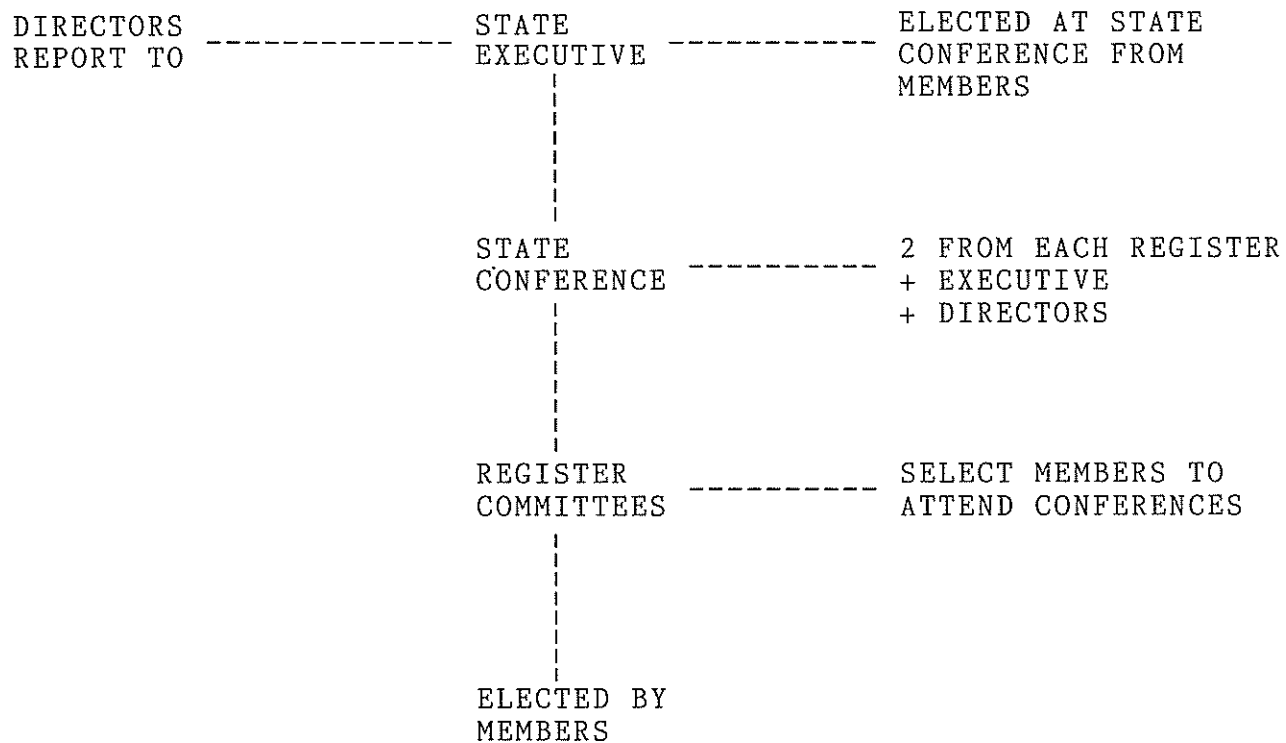 DIRECTORS
REPORT TO
STATE
EXECUTIVE
ELECTED AT STATE
CONFERENCE FROM
MEMBERS
STATE
CONFERENCE
2 FROM EACH REGISTER
+ EXECUTIVE
+ DIRECTORS
REGISTER
COMMITTEES
SELECT MEMBERS TO
ATTEND CONFERENCES
ELECTED BY
MEMBERS